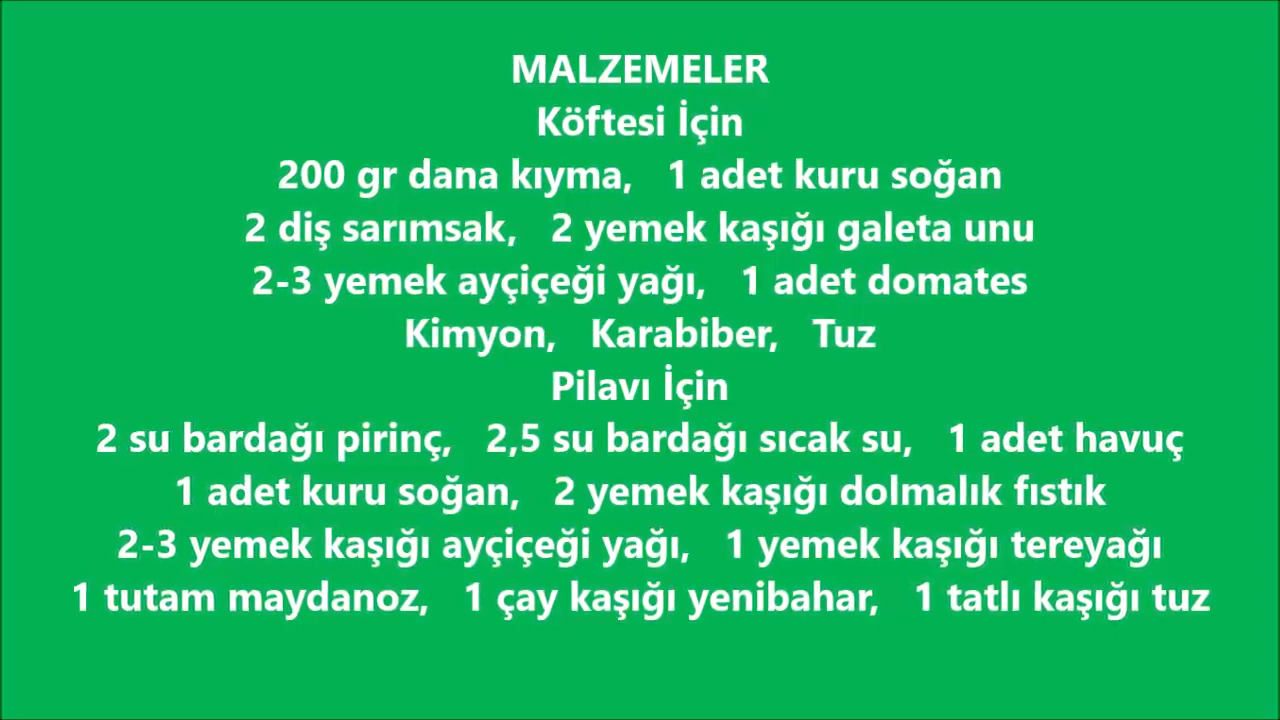 MALZEMELER
Köftesi İçin
200 gr dana kıyma, 1 adet kuru soğan
2 diş sarımsak, 2 yemek kaşığı galeta unu
2-3 yemek ayçiçeği yağı, 1 adet domates
Kimyon, Karabiber, Tuz
Pilavı İçin
2 su bardağı pirinç, 2,5 su bardağı sıcak su, 1 adet havuç
1 adet kuru soğan, 2 yemek kaşığı dolmalık fıstık
2-3 yemek kaşığı ayçiçeği yağı, 1 yemek kaşığı tereyağı
1 tutam maydanoz, 1 çay kaşığı yenibahar, 1 tatlı kaşığı tuz